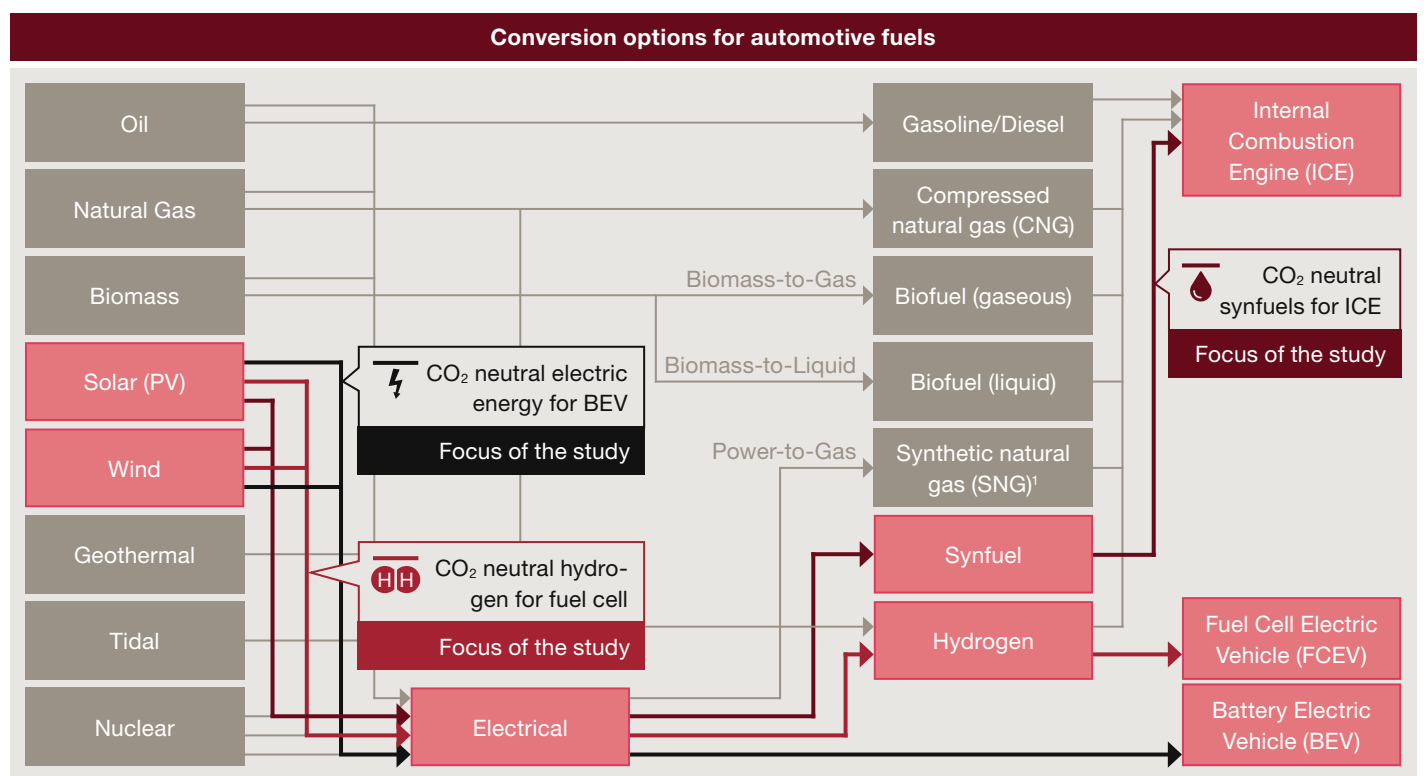 Conversion options for automotive fuels
Oil
Natural Gas
Biomass
Solar (PV)
Wind
Geothermal
Tidal
Nuclear
CO₂ neutral electric
energy for BEV
Focus of the study
H H
CO₂ neutral hydro-
gen for fuel cell
Focus of the study
Electrical
Biomass-to-Gas
Biomass-to-Liquid
Power-to-Gas
Gasoline/Diesel
Compressed
natural gas (CNG)
Biofuel (gaseous)
Biofuel (liquid)
Synthetic natural
gas (SNG)¹
Synfuel
Hydrogen
Internal
Combustion
Engine (ICE)
CO₂ neutral
synfuels for ICE
Focus of the study
Fuel Cell Electric
Vehicle (FCEV)
Battery Electric
Vehicle (BEV)